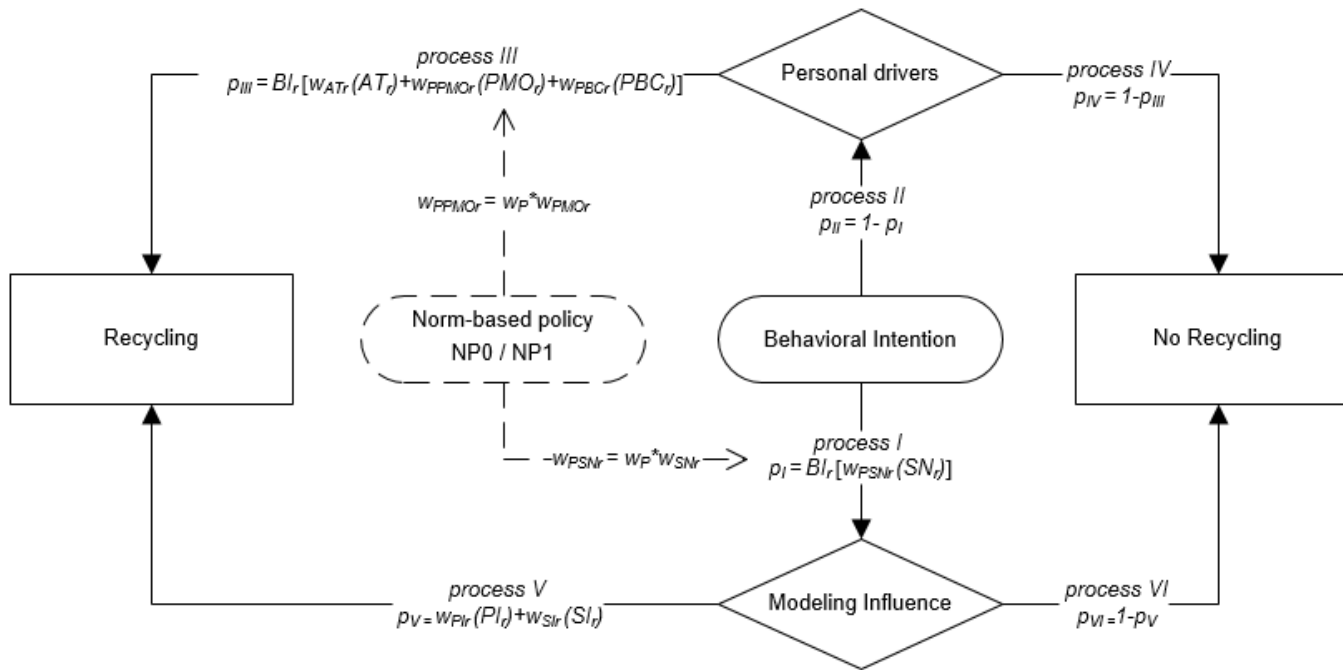 process III
p_III = BI_r [w_ATr (AT_r)+w_PPMOr (PMO_r)+w_PBCr (PBC_r)]
Personal drivers
process IV
p_IV = 1-p_III
w_PPMOr = w_P*w_PMOr
process II
p_II = 1- p_I
Recycling
Norm-based policy
NP0 / NP1
Behavioral Intention
No Recycling
w_PSNr = w_P*w_SNr
process I
p_I = BI_r [w_PSNr (SN_r)]
process V
p_V = w_PIr (PI_r)+w_SIr (SI_r)
Modeling Influence
process VI
p_VI = 1-p_V